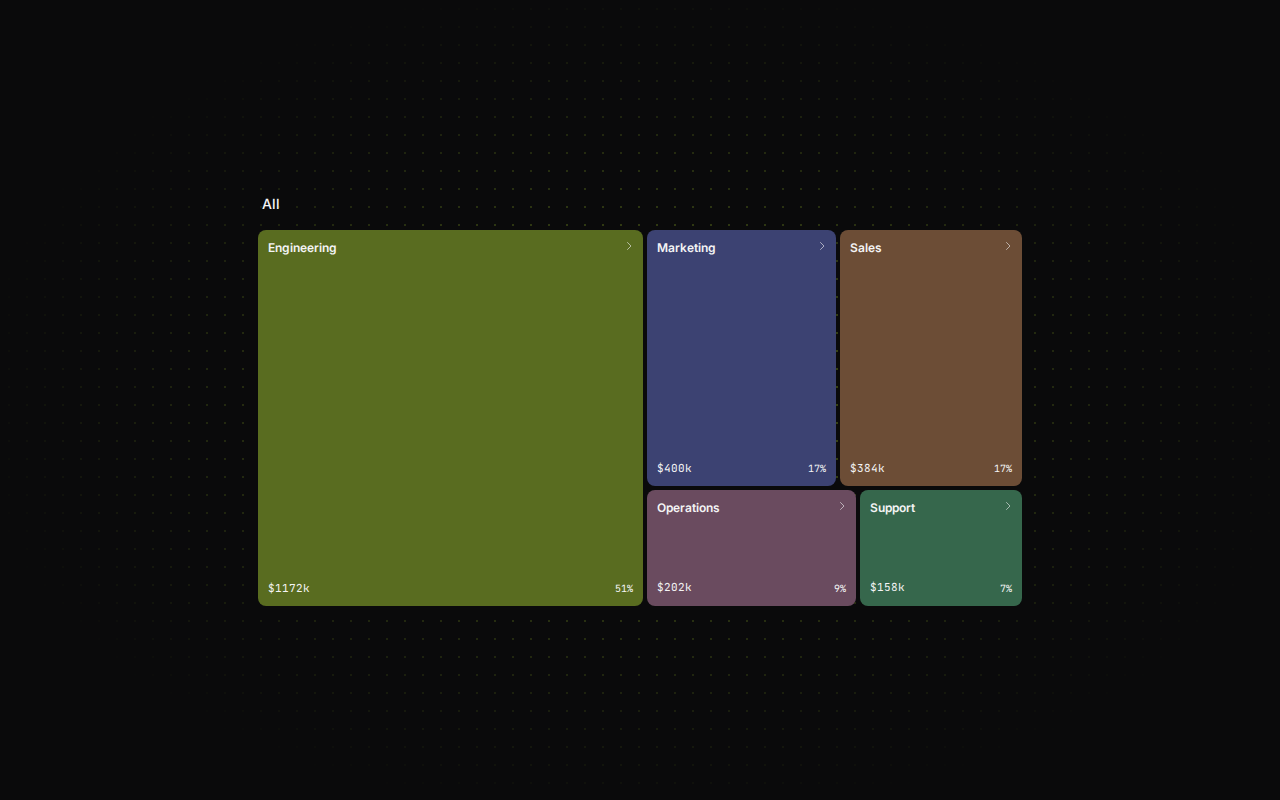 All
Engineering
$1172k 51%
Marketing
$400k 17%
Sales
$384k 17%
Operations
$202k 9%
Support
$158k 7%